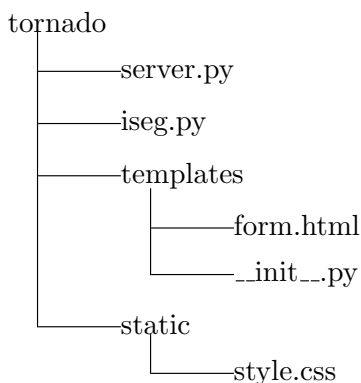 tornado
server.py
iseg.py
templates
form.html
__init__.py
static
style.css